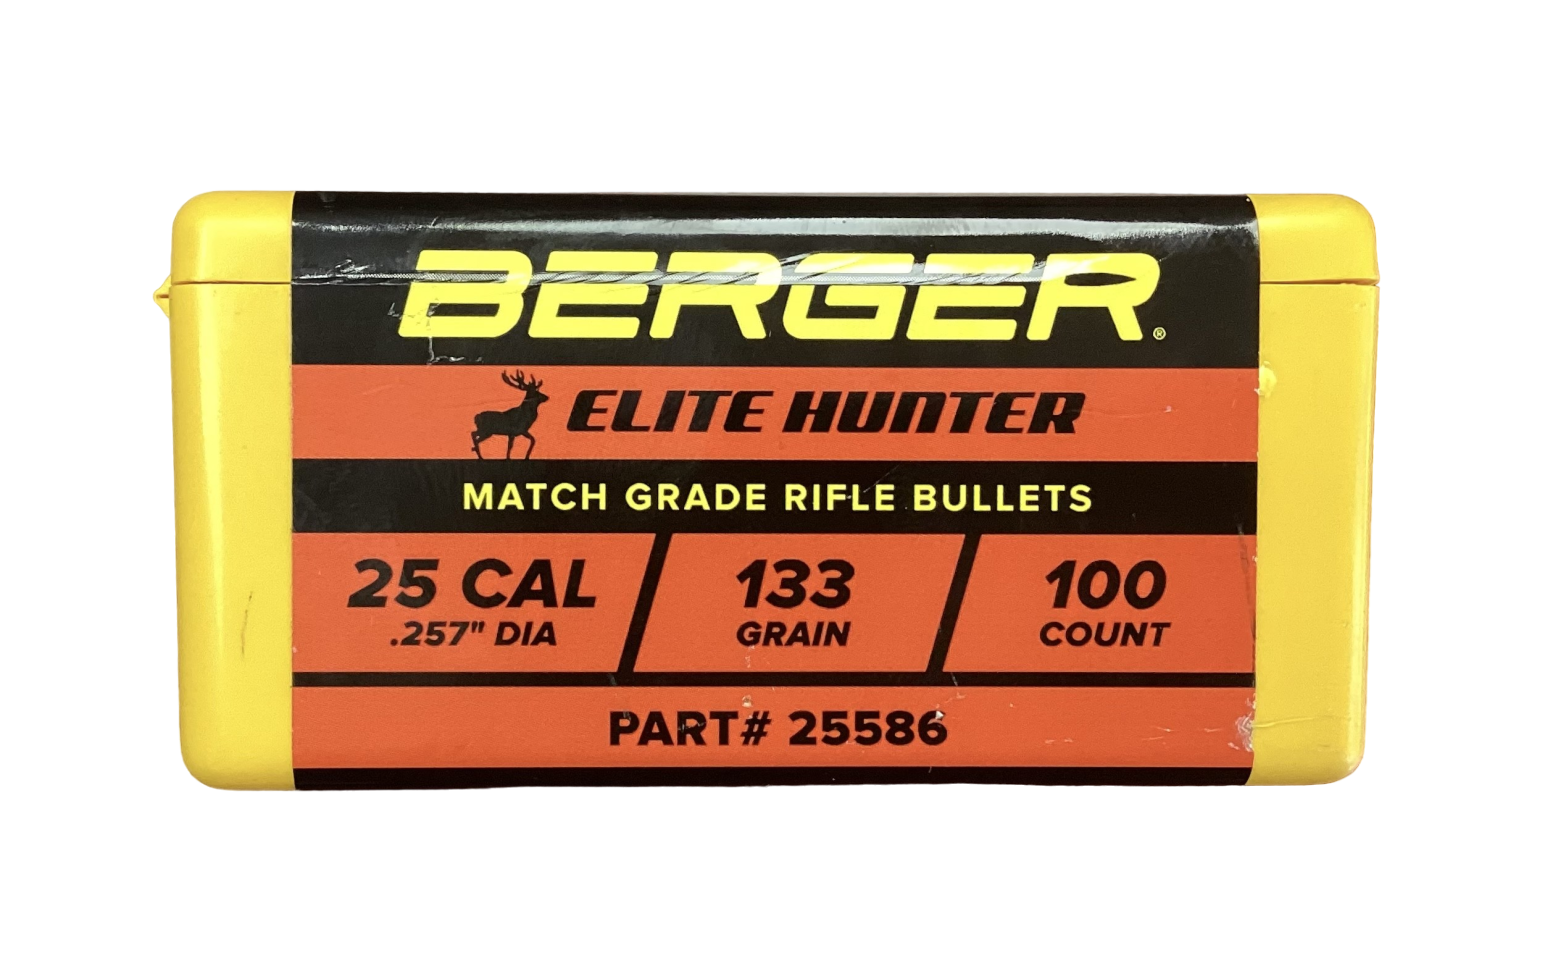 BERGER®
ELITE HUNTER
MATCH GRADE RIFLE BULLETS
25 CAL
.257" DIA
133
GRAIN
100
COUNT
PART# 25586